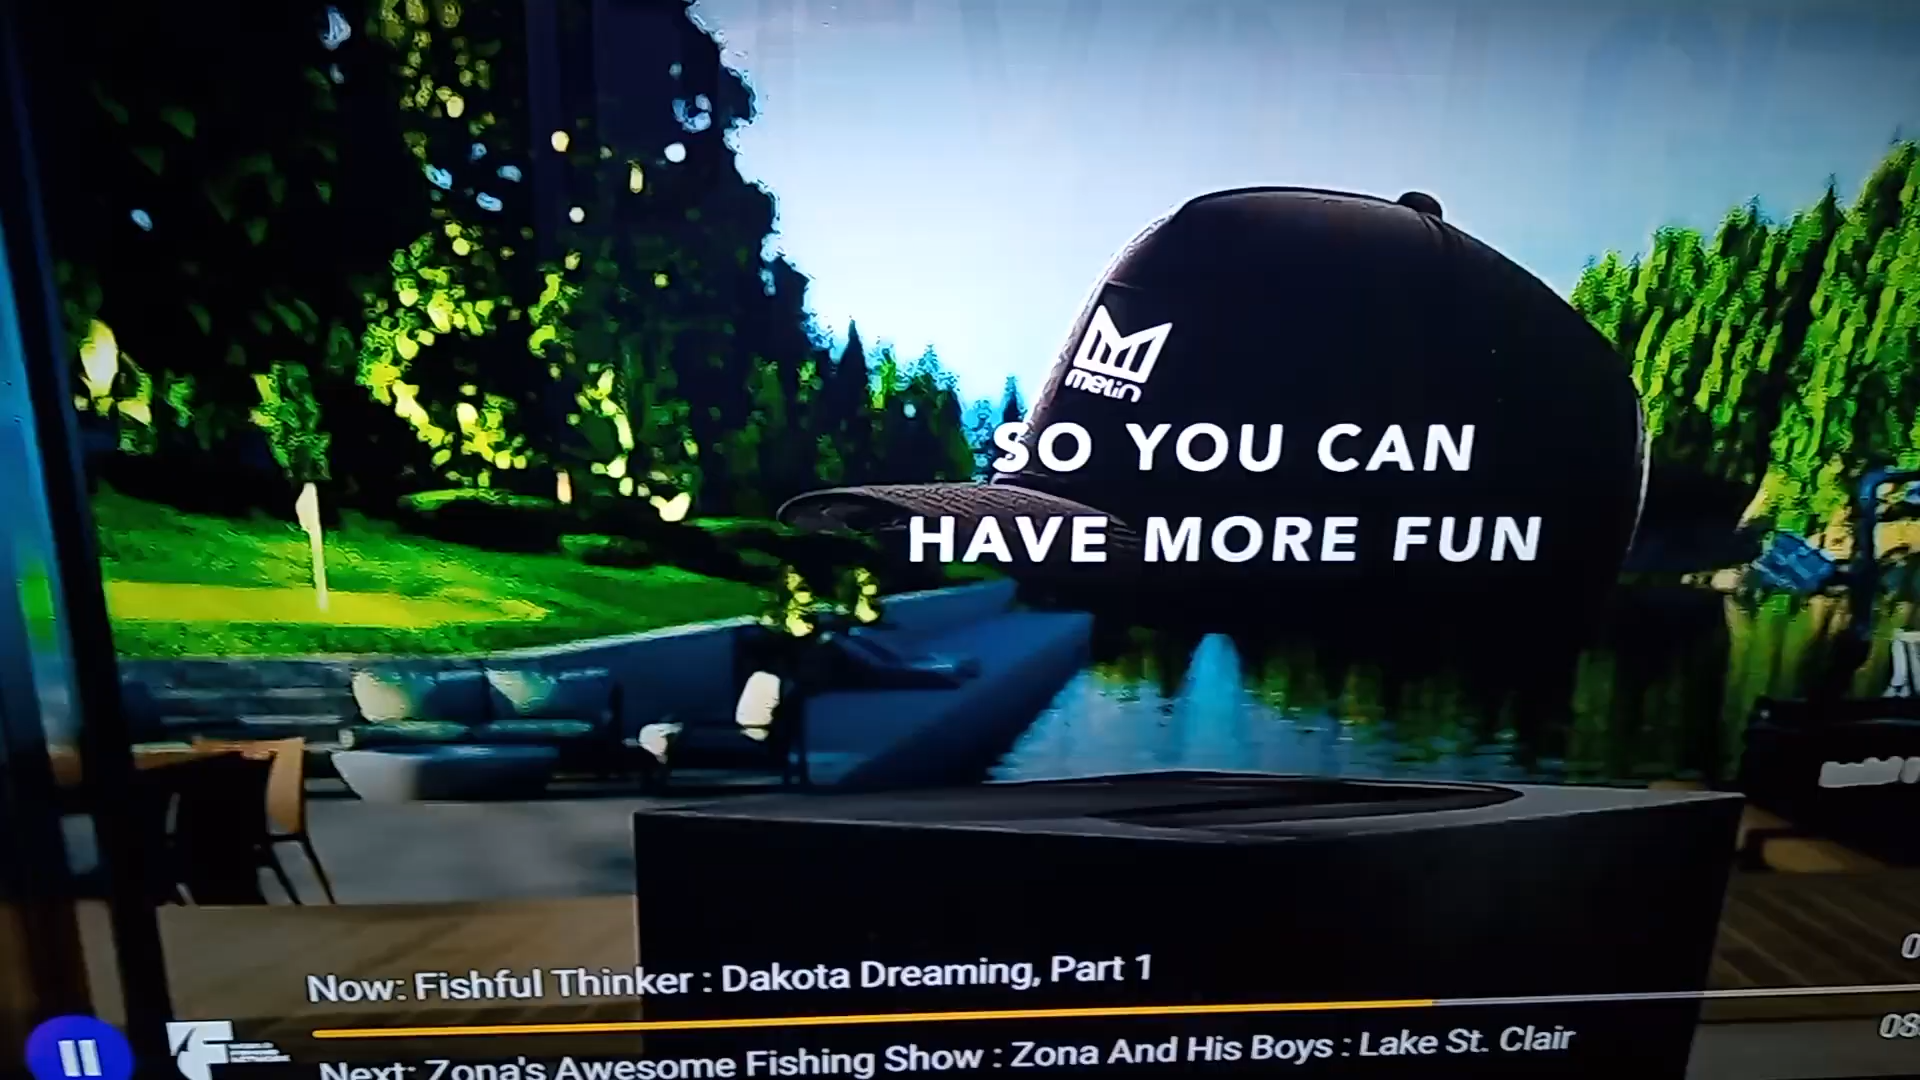 melin
SO YOU CAN
HAVE MORE FUN
Now: Fishful Thinker : Dakota Dreaming, Part 1
Next: Zona's Awesome Fishing Show : Zona And His Boys : Lake St. Clair